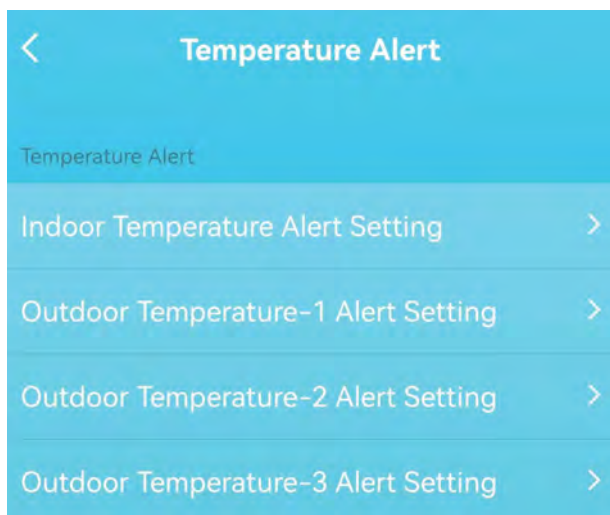 Temperature Alert
Temperature Alert
Indoor Temperature Alert Setting
Outdoor Temperature-1 Alert Setting
Outdoor Temperature-2 Alert Setting
Outdoor Temperature-3 Alert Setting